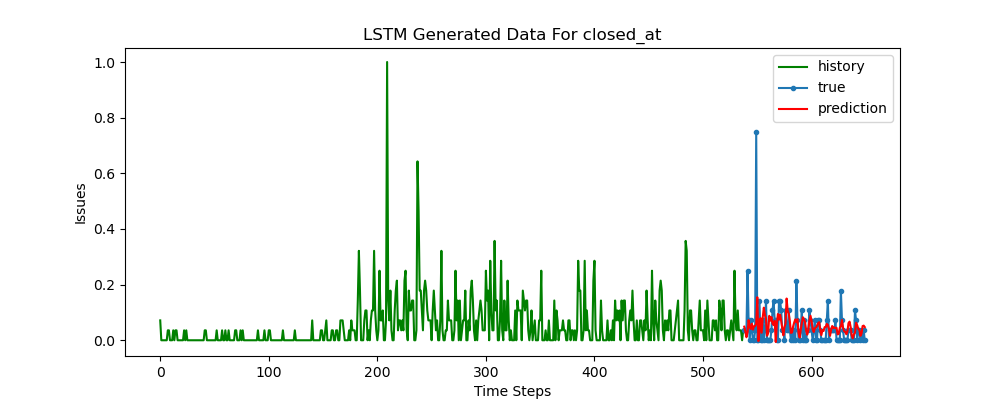 LSTM Generated Data For closed_at
history
true
prediction
1.0
0.8
0.6
0.4
0.2
0.0
Issues
0
100
200
300
400
500
600
Time Steps